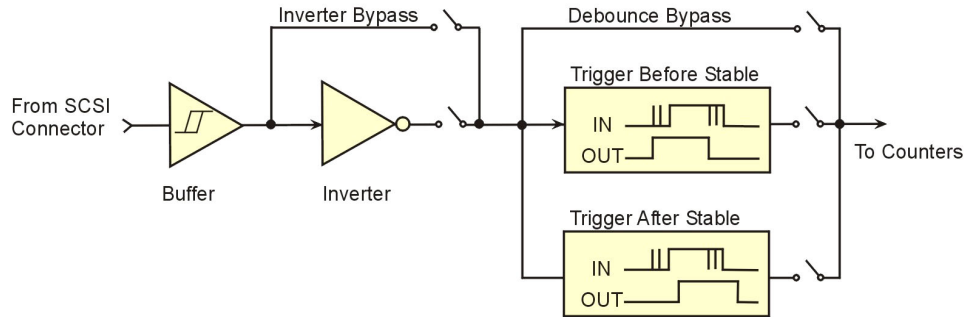 Inverter Bypass
Debounce Bypass
From SCSI
Connector
Buffer
Inverter
Trigger Before Stable
IN
OUT
To Counters
Trigger After Stable
IN
OUT